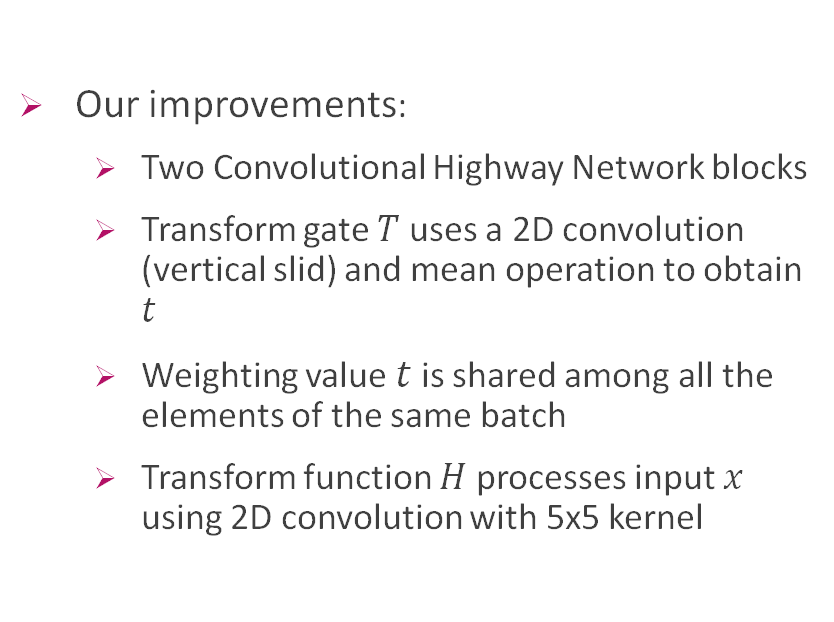 Our improvements:
Two Convolutional Highway Network blocks
Transform gate T uses a 2D convolution
(vertical slid) and mean operation to obtain
t
Weighting value t is shared among all the
elements of the same batch
Transform function H processes input x
using 2D convolution with 5x5 kernel